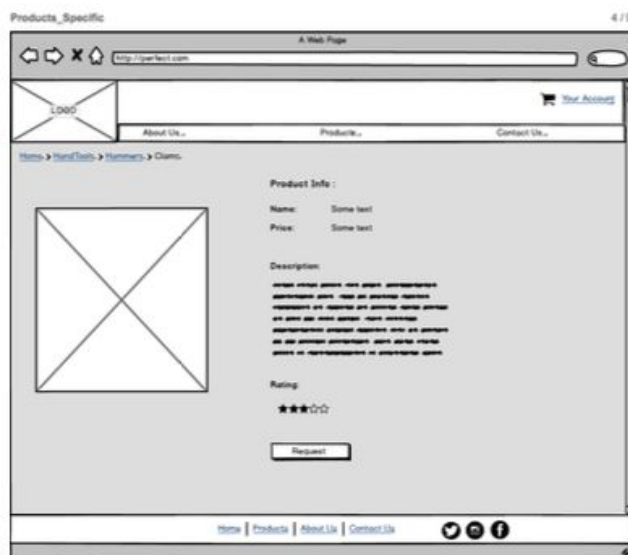 Products_Specific
4 /
A Web Page
http://perfect.com
LOGO
Your Account
About Us... Products... Contact Us...
Home > HandTools > Hammers > Clams
Product Info :
Name: Some text
Price: Some text
Description:
Rating:
Request
Home | Products | About Us | Contact Us